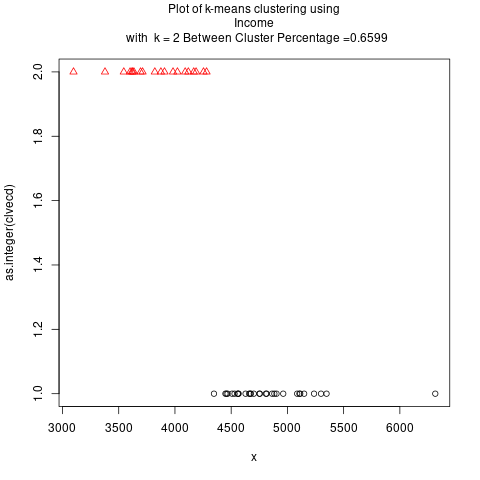 Plot of k-means clustering using
Income
with  k = 2 Between Cluster Percentage =0.6599
as.integer(clvecd)
2.0
1.8
1.6
1.4
1.2
1.0
3000 3500 4000 4500 5000 5500 6000
x